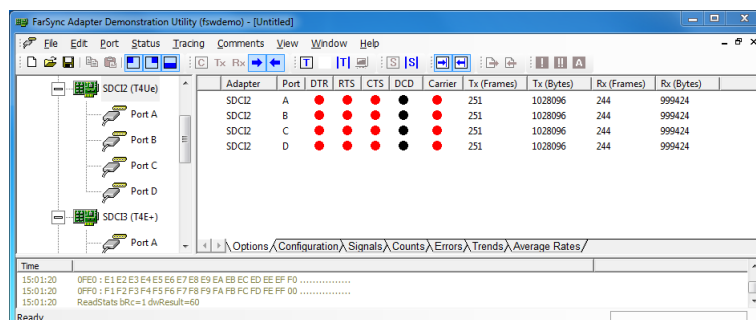 FarSync Adapter Demonstration Utility (fswdemo) - [Untitled]
File Edit Port Status Tracing Comments View Window Help
C Tx Rx T |T| S |S| !! !! A
SDCI2 (T4Ue)
Port A
Port B
Port C
Port D
SDCI3 (T4E+)
Port A
Adapter Port DTR RTS CTS DCD Carrier Tx (Frames) Tx (Bytes) Rx (Frames) Rx (Bytes)
SDCI2 A 251 1028096 244 999424
SDCI2 B 251 1028096 244 999424
SDCI2 C 251 1028096 244 999424
SDCI2 D 251 1028096 244 999424
Options Configuration Signals Counts Errors Trends Average Rates
Time
15:01:20 0FE0 : E1 E2 E3 E4 E5 E6 E7 E8 E9 EA EB EC ED EE EF F0 ................
15:01:20 0FF0 : F1 F2 F3 F4 F5 F6 F7 F8 F9 FA FB FC FD FE FF 00 ................
15:01:20 ReadStats bRc=1 dwResult=60
Ready